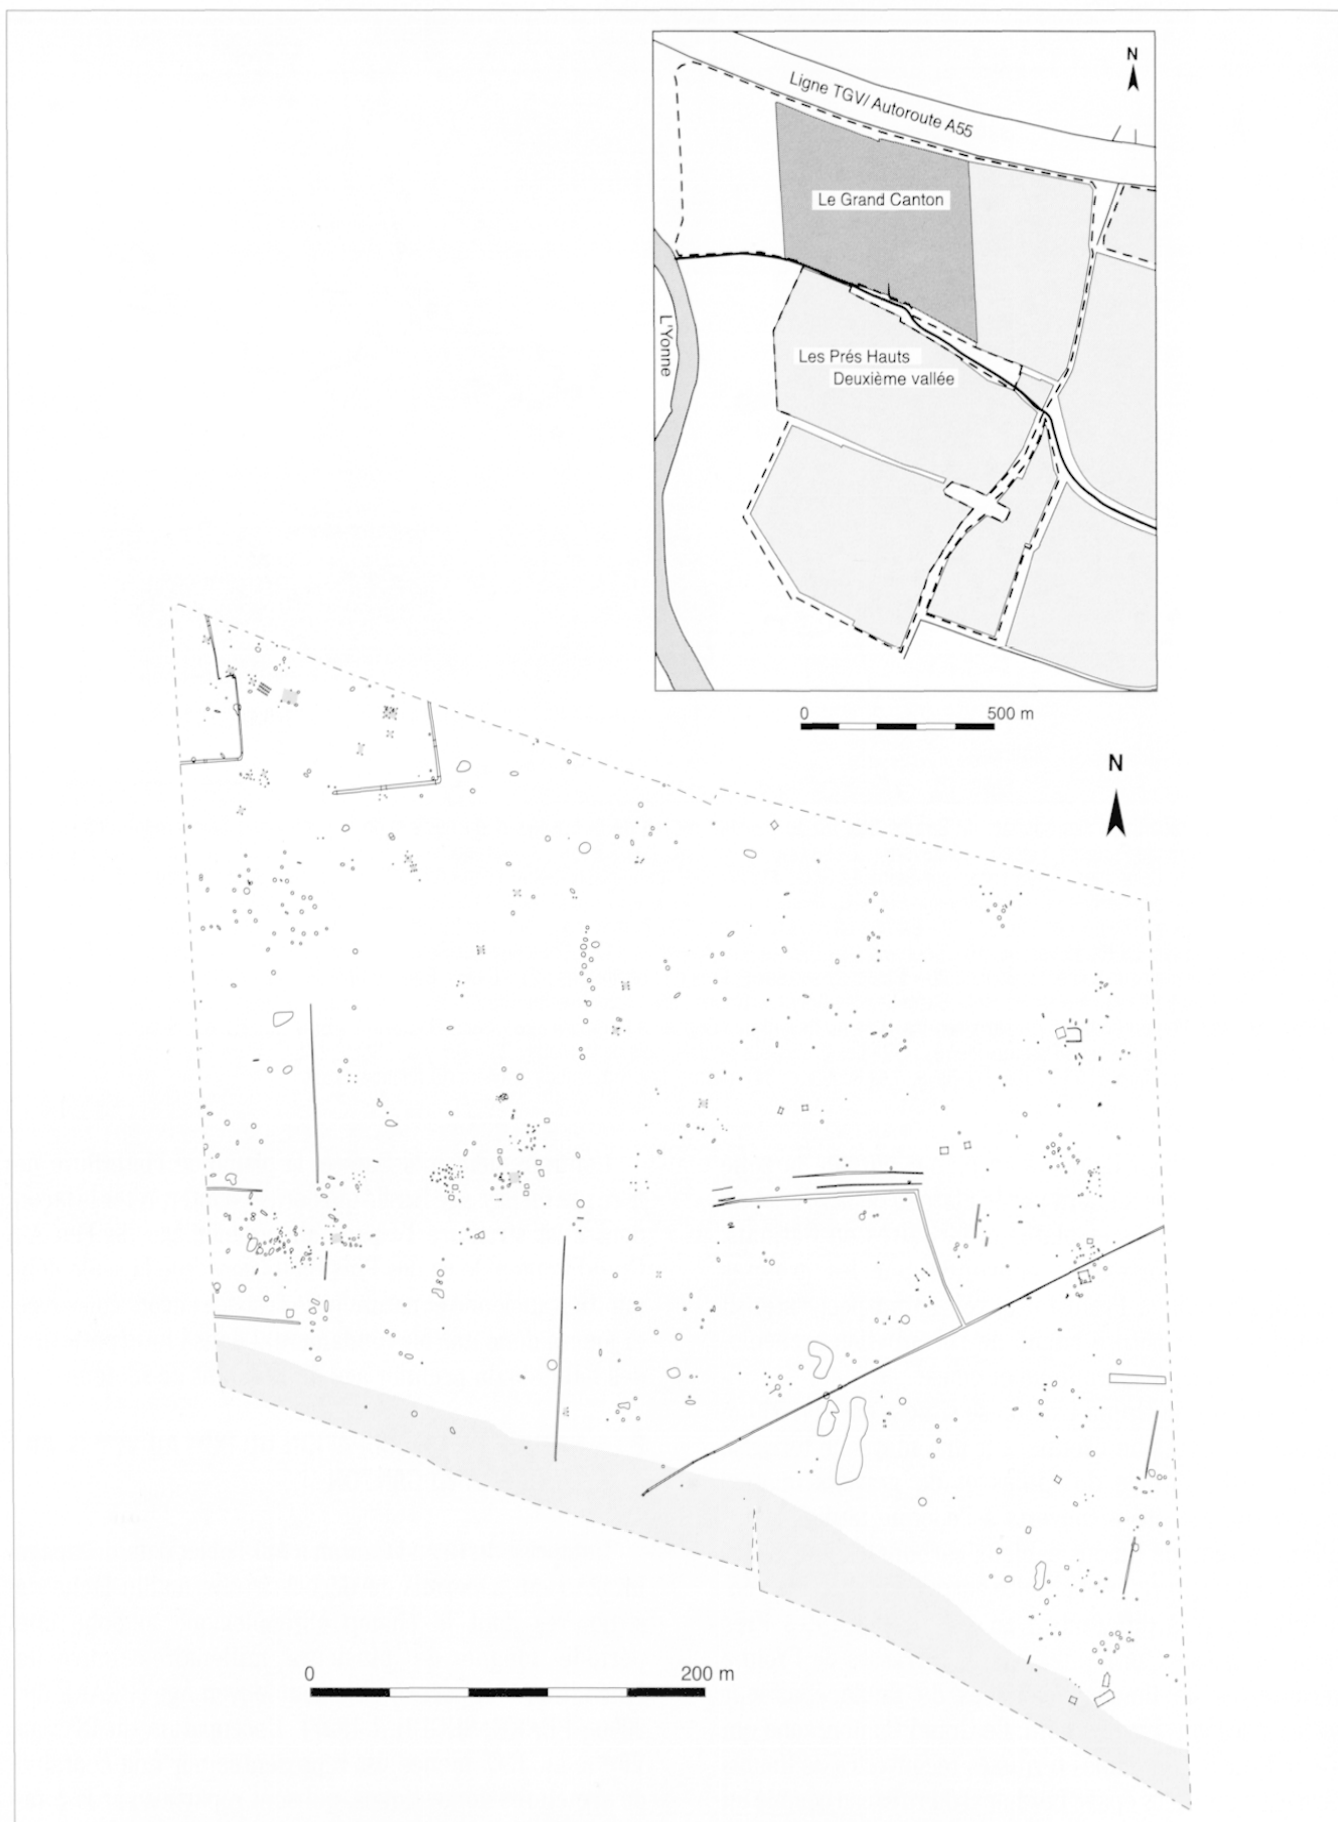 N
Ligne TGV/ Autoroute A55
Le Grand Canton
L'Yonne
Les Prés Hauts
Deuxième vallée
0 500 m
N
0 200 m